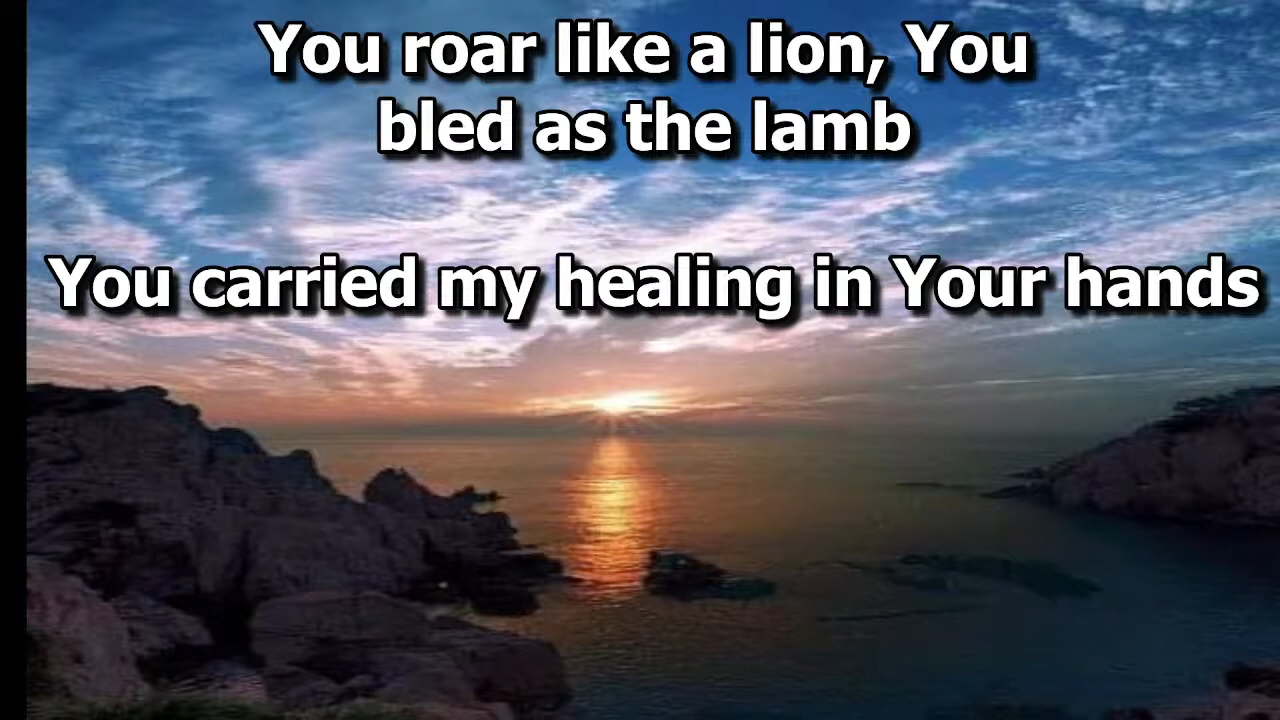 You roar like a lion, You
bled as the lamb
You carried my healing in Your hands